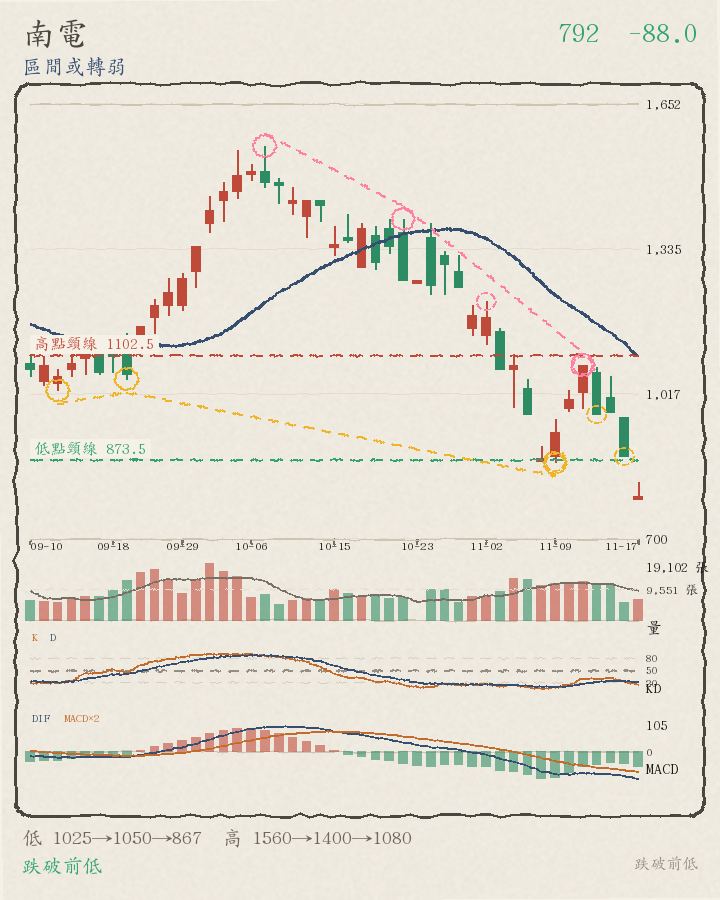 南電
792 -88.0
區間或轉弱
1,652
1,335
高點頸線 1102.5
1,017
低點頸線 873.5
700
09-10 09-18 09-29 10-06 10-15 10-23 11-02 11-09 11-17
19,102 張
9,551 張
量
K D
80
50
20
KD
DIF MACD×2
105
0
MACD
低 1025→1050→867 高 1560→1400→1080
跌破前低
跌破前低